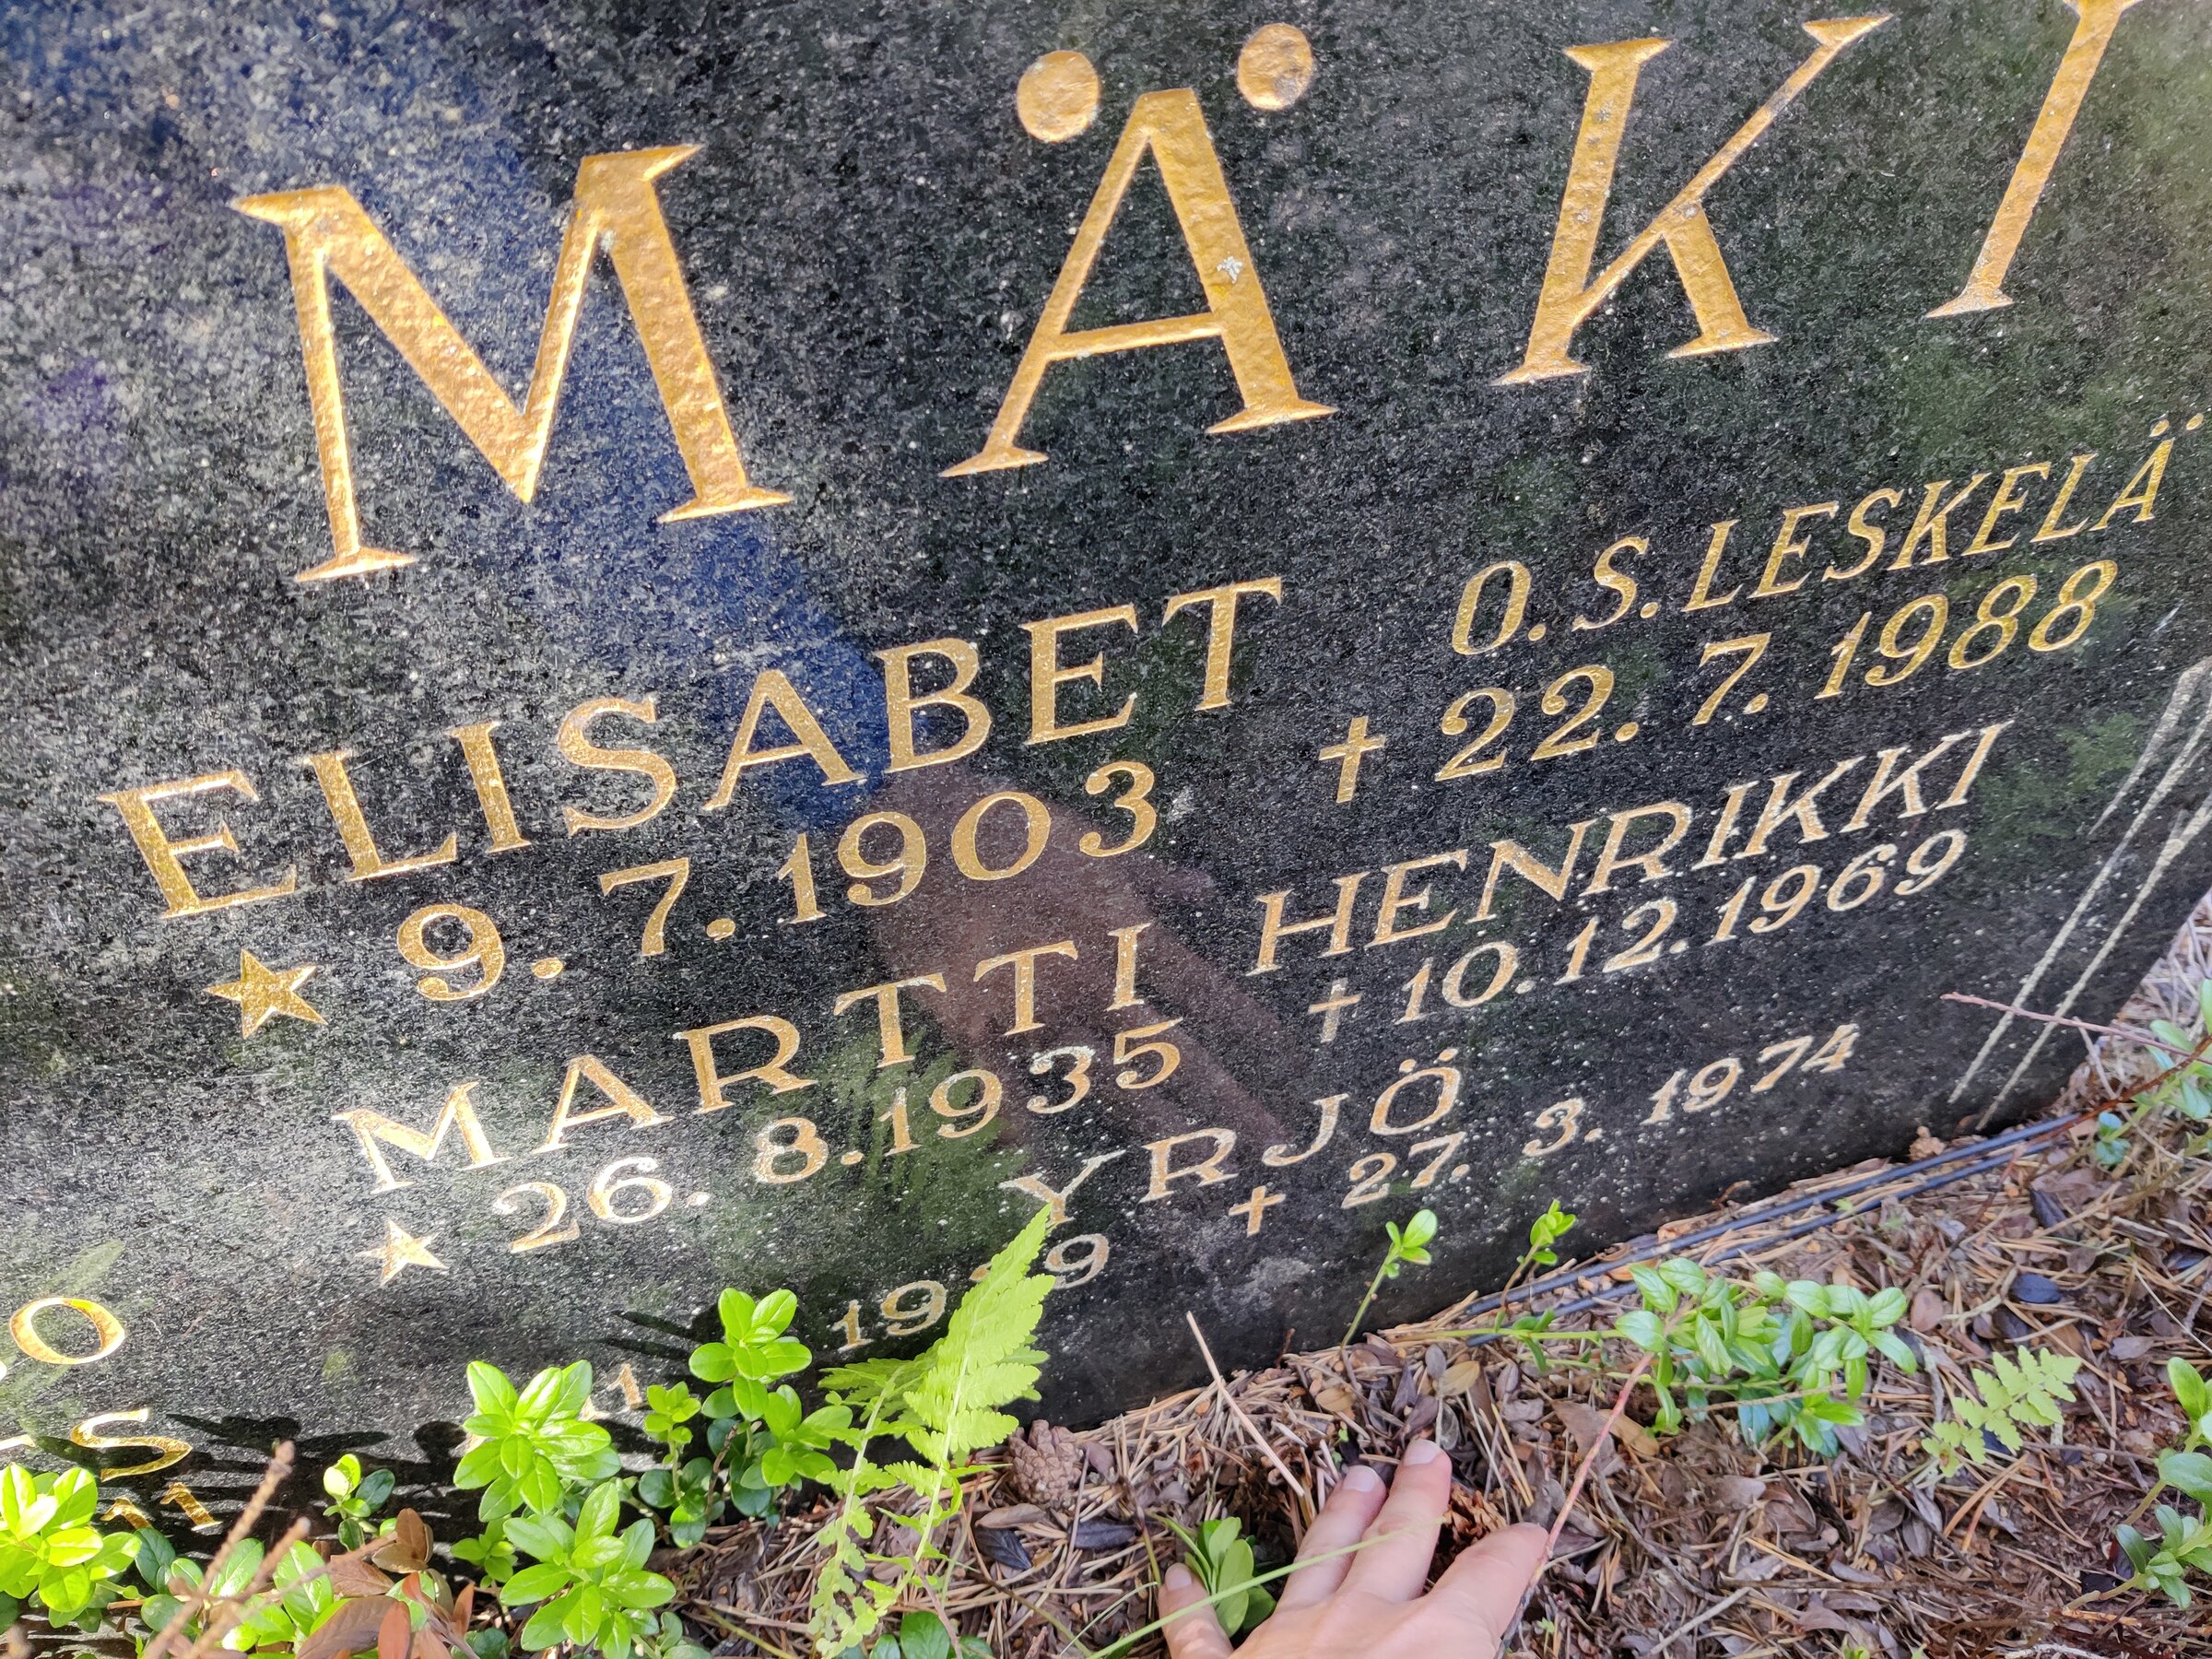 MÄKI
ELISABET O.S. LESKELÄ
★ 9. 7. 1903 + 22. 7. 1988
MARTTI HENRIKKI
★ 26. 8. 1935 + 10. 12. 1969
YRJÖ
+ 27. 3. 1974